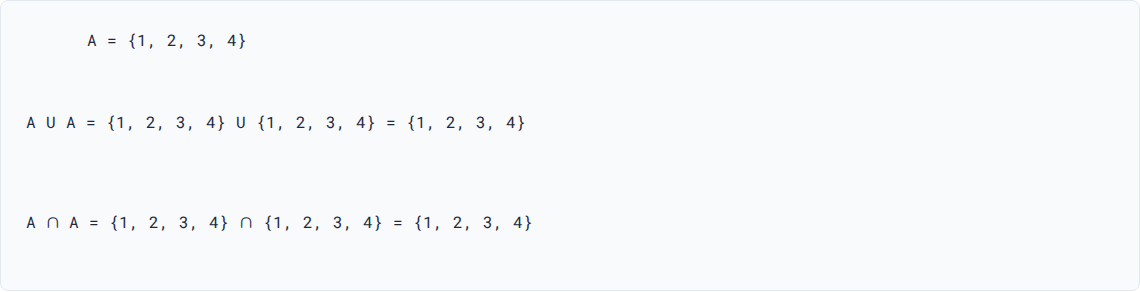 A = {1, 2, 3, 4}
A U A = {1, 2, 3, 4} U {1, 2, 3, 4} = {1, 2, 3, 4}
A ∩ A = {1, 2, 3, 4} ∩ {1, 2, 3, 4} = {1, 2, 3, 4}